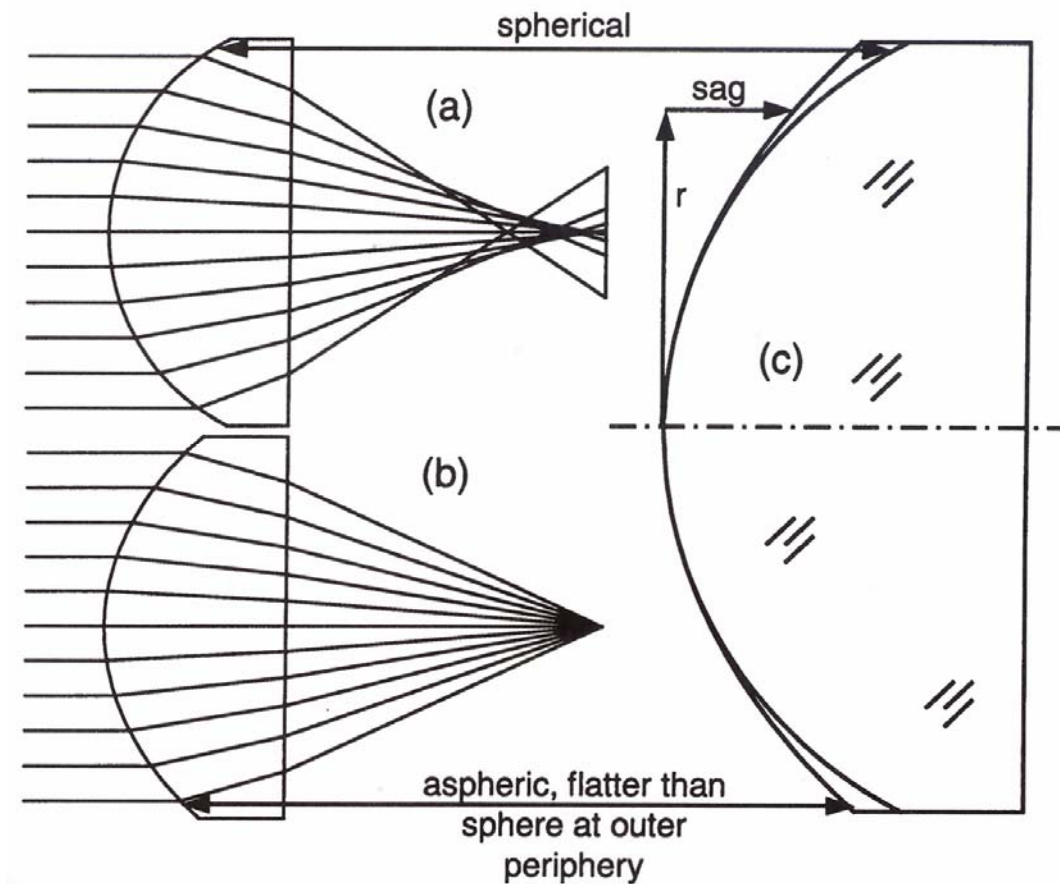 spherical
(a)
sag
r
(c)
(b)
aspheric, flatter than
sphere at outer
periphery